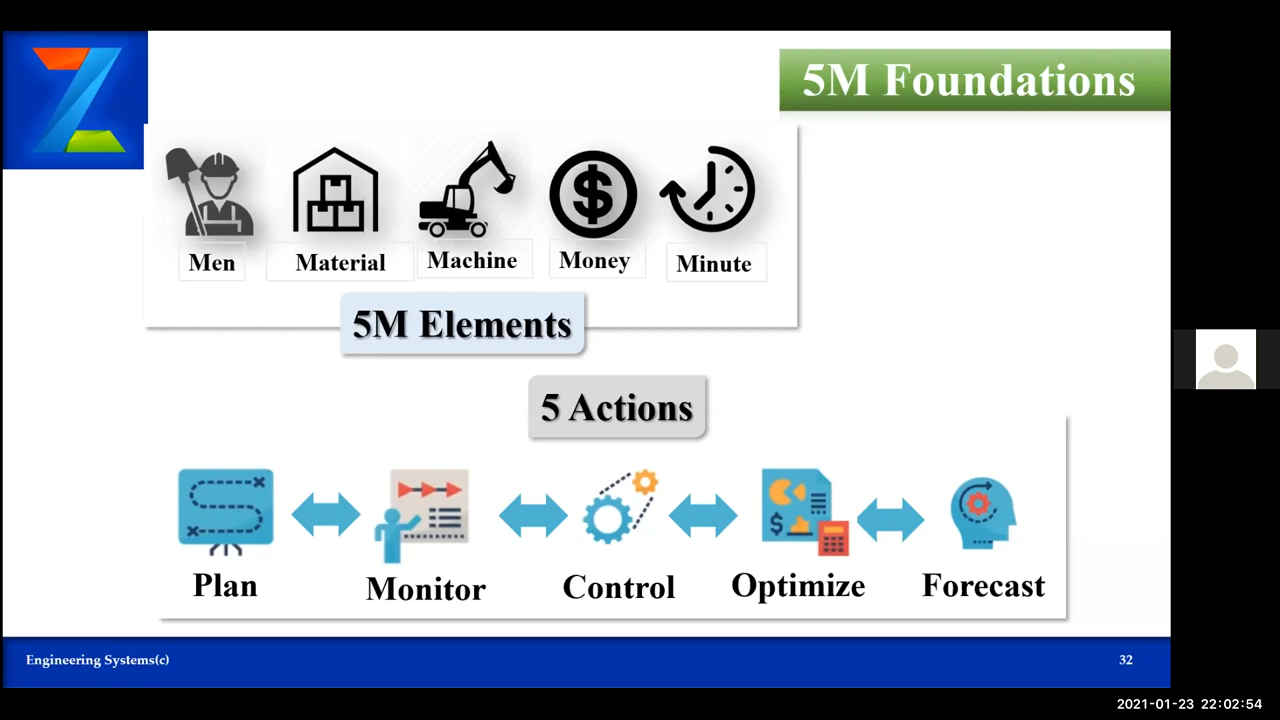 5M Foundations
Men
Material
Machine
Money
Minute
5M Elements
5 Actions
Plan
Monitor
Control
Optimize
Forecast
Engineering Systems(c)
32
2021-01-23 22:02:54